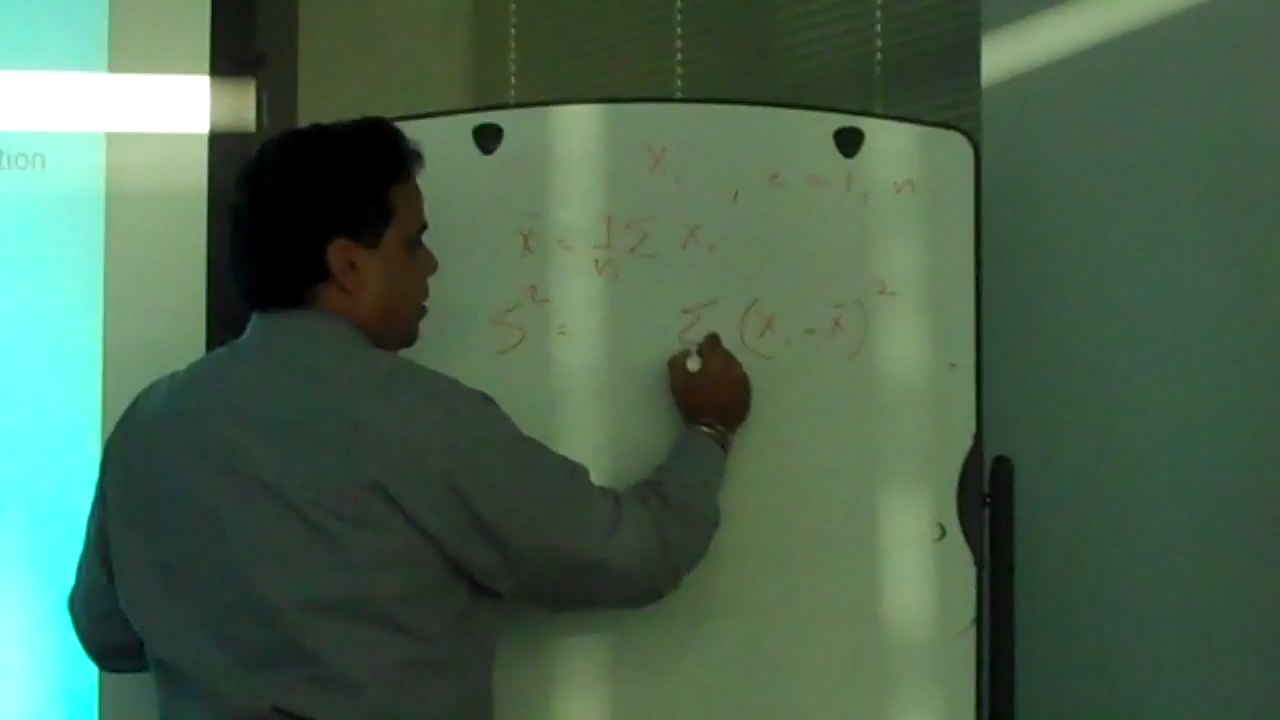 tion
xᵢ , i = 1, n
x̄ = 1/n Σ xᵢ
S² = Σ (xᵢ - x̄)²